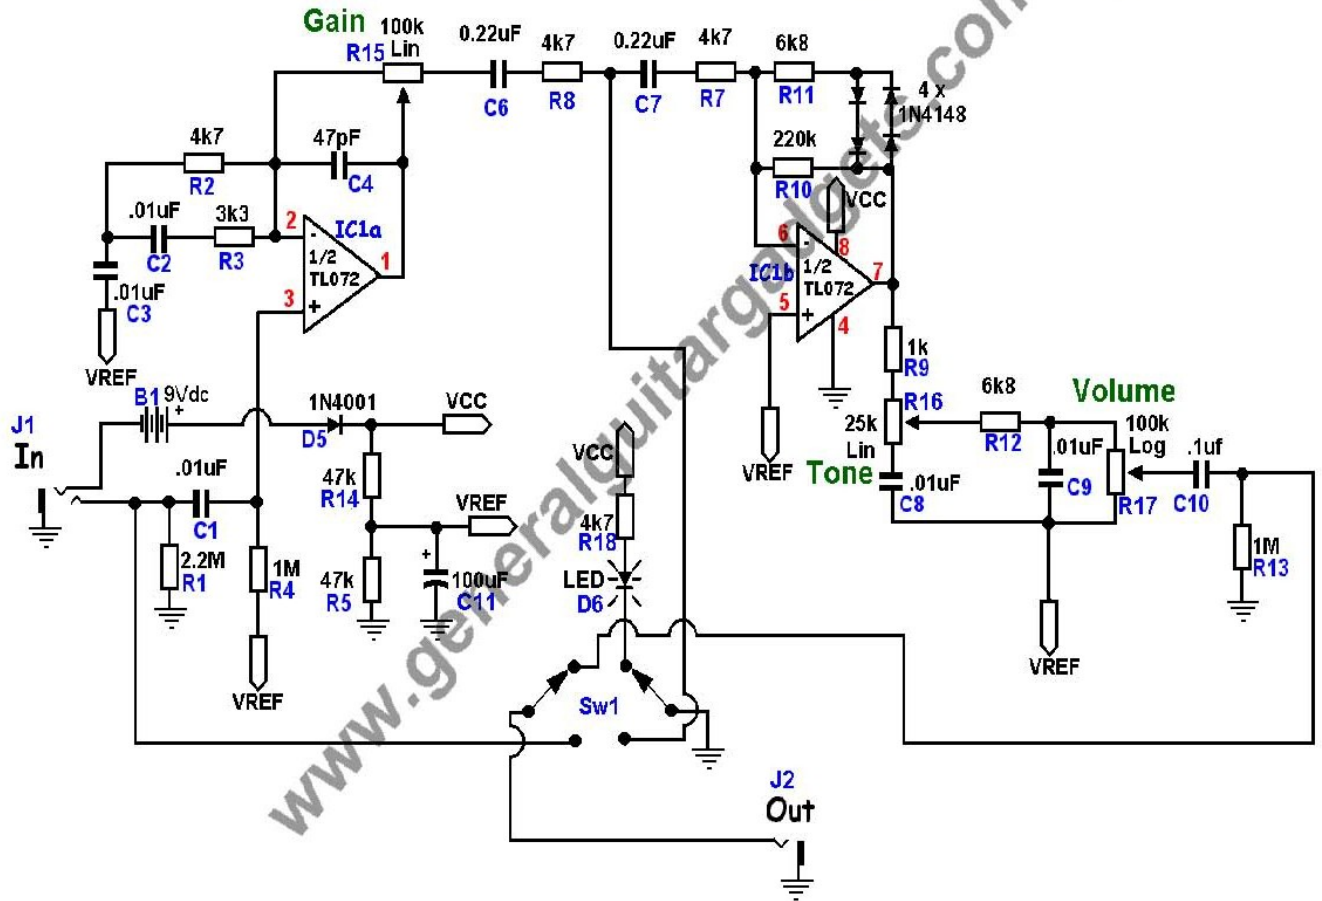 Gain
100k
Lin
R15
0.22uF
C6
4k7
R8
0.22uF
C7
4k7
R7
6k8
R11
4 x
1N4148
4k7
R2
47pF
C4
220k
R10
VCC
.01uF
C2
3k3
R3
2
-
IC1a
1/2
TL072
1
3
+
.01uF
C3
VREF
6
-
8
IC1b
1/2
TL072
7
5
+
4
VREF
1k
R9
R16
25k
Lin
Tone
.01uF
C8
6k8
R12
.01uF
C9
Volume
100k
Log
R17
.1uf
C10
1M
R13
VREF
J1
In
B1
9Vdc
+
1N4001
D5
VCC
.01uF
C1
2.2M
R1
1M
R4
VREF
47k
R14
VREF
47k
R5
+
100uF
C11
VCC
4k7
R18
LED
D6
Sw1
J2
Out
www.generalguitargadgets.com